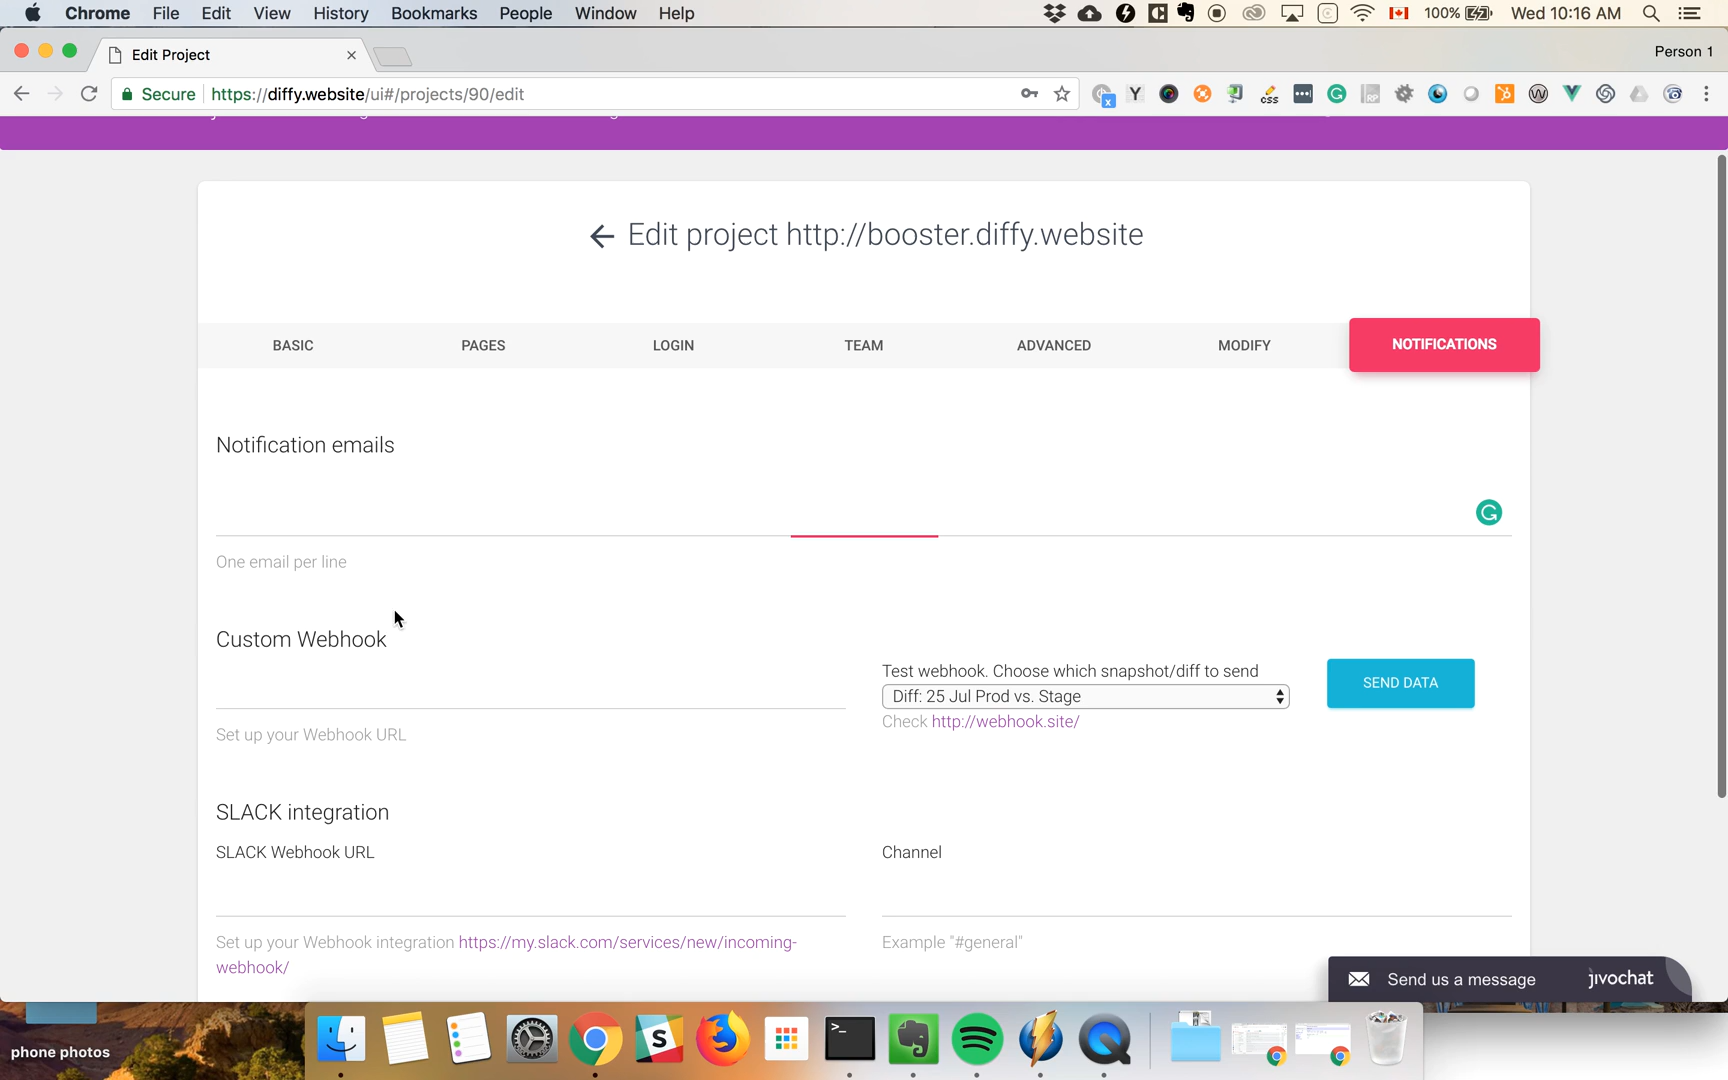 Chrome File Edit View History Bookmarks People Window Help 100% Wed 10:16 AM
Edit Project Person 1
Secure https://diffy.website/ui#/projects/90/edit
Edit project http://booster.diffy.website
BASIC PAGES LOGIN TEAM ADVANCED MODIFY NOTIFICATIONS
Notification emails
One email per line
Custom Webhook
Test webhook. Choose which snapshot/diff to send
Diff: 25 Jul Prod vs. Stage
SEND DATA
Check http://webhook.site/
Set up your Webhook URL
SLACK integration
SLACK Webhook URL Channel
Set up your Webhook integration https://my.slack.com/services/new/incoming-
webhook/
Example "#general"
Send us a message jivochat
phone photos